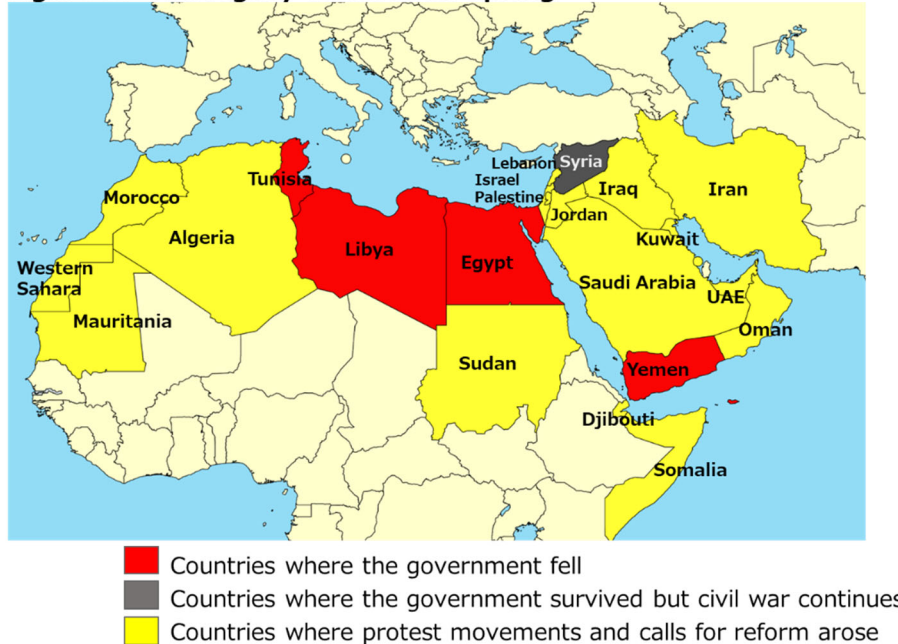 Lebanon
Syria
Israel
Palestine
Tunisia
Iraq
Iran
Morocco
Jordan
Algeria
Libya
Kuwait
Egypt
Western
Sahara
Saudi Arabia
UAE
Mauritania
Oman
Sudan
Yemen
Djibouti
Somalia
Countries where the government fell
Countries where the government survived but civil war continues
Countries where protest movements and calls for reform arose